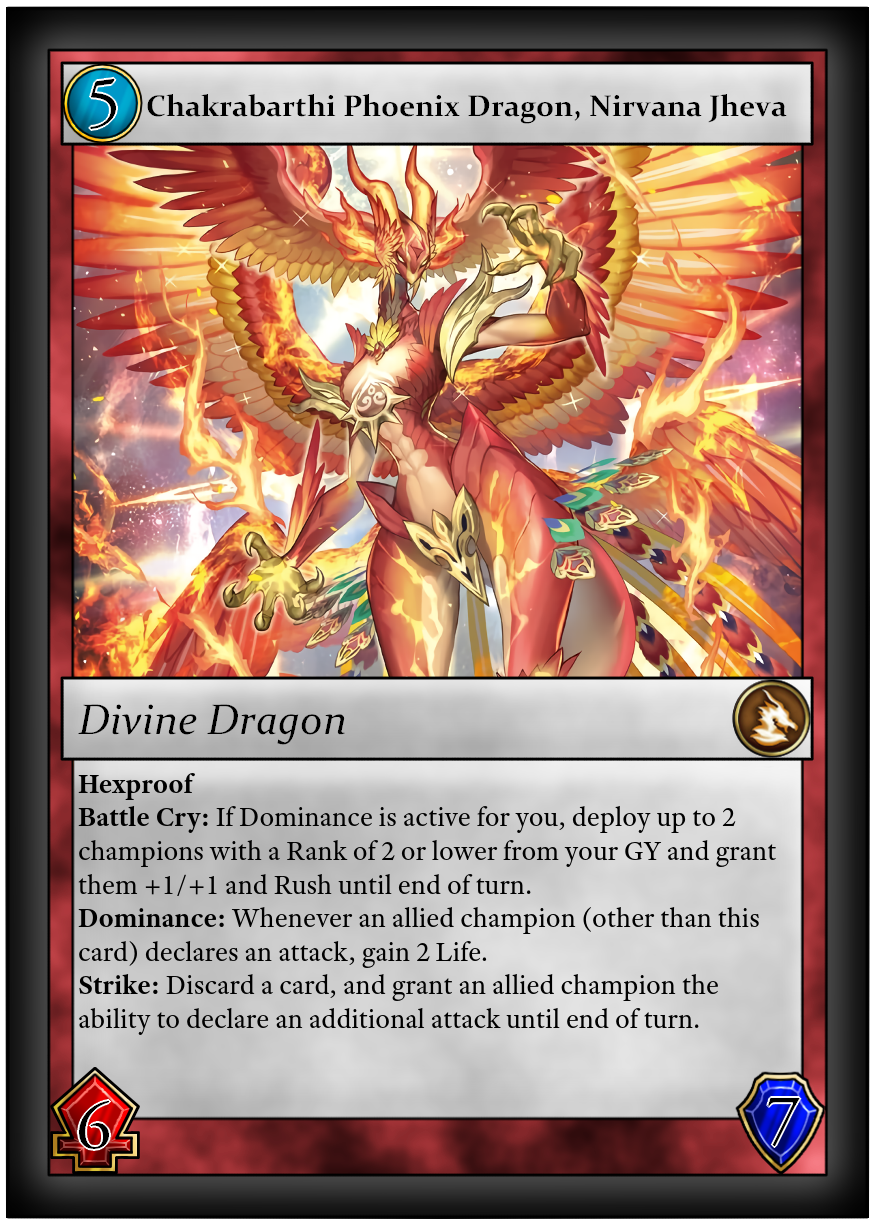 5
Chakrabarthi Phoenix Dragon, Nirvana Jheva
Divine Dragon
Hexproof
Battle Cry: If Dominance is active for you, deploy up to 2
champions with a Rank of 2 or lower from your GY and grant
them +1/+1 and Rush until end of turn.
Dominance: Whenever an allied champion (other than this
card) declares an attack, gain 2 Life.
Strike: Discard a card, and grant an allied champion the
ability to declare an additional attack until end of turn.
6
7